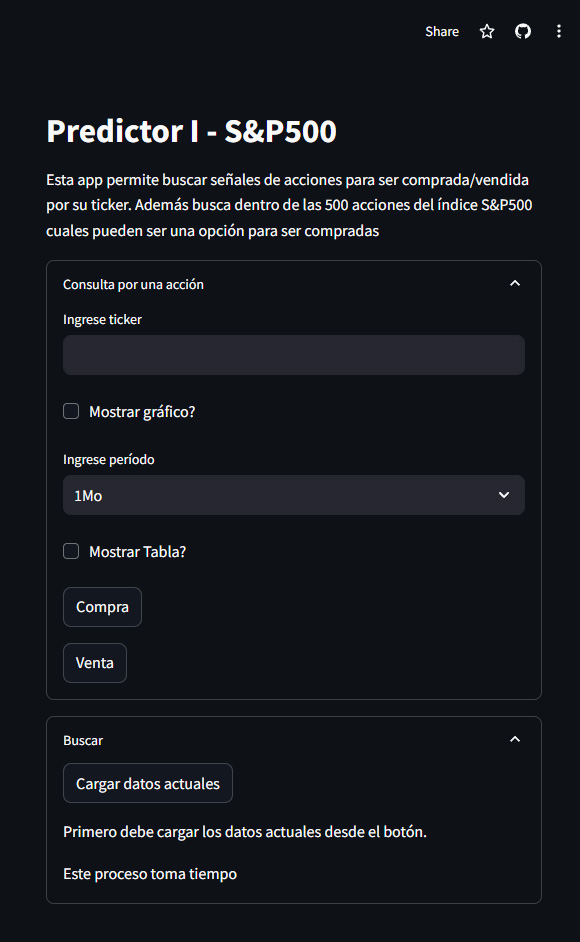 Share
Predictor I - S&P500
Esta app permite buscar señales de acciones para ser comprada/vendida
por su ticker. Además busca dentro de las 500 acciones del índice S&P500
cuales pueden ser una opción para ser compradas
Consulta por una acción
Ingrese ticker
Mostrar gráfico?
Ingrese período
1Mo
Mostrar Tabla?
Compra
Venta
Buscar
Cargar datos actuales
Primero debe cargar los datos actuales desde el botón.
Este proceso toma tiempo